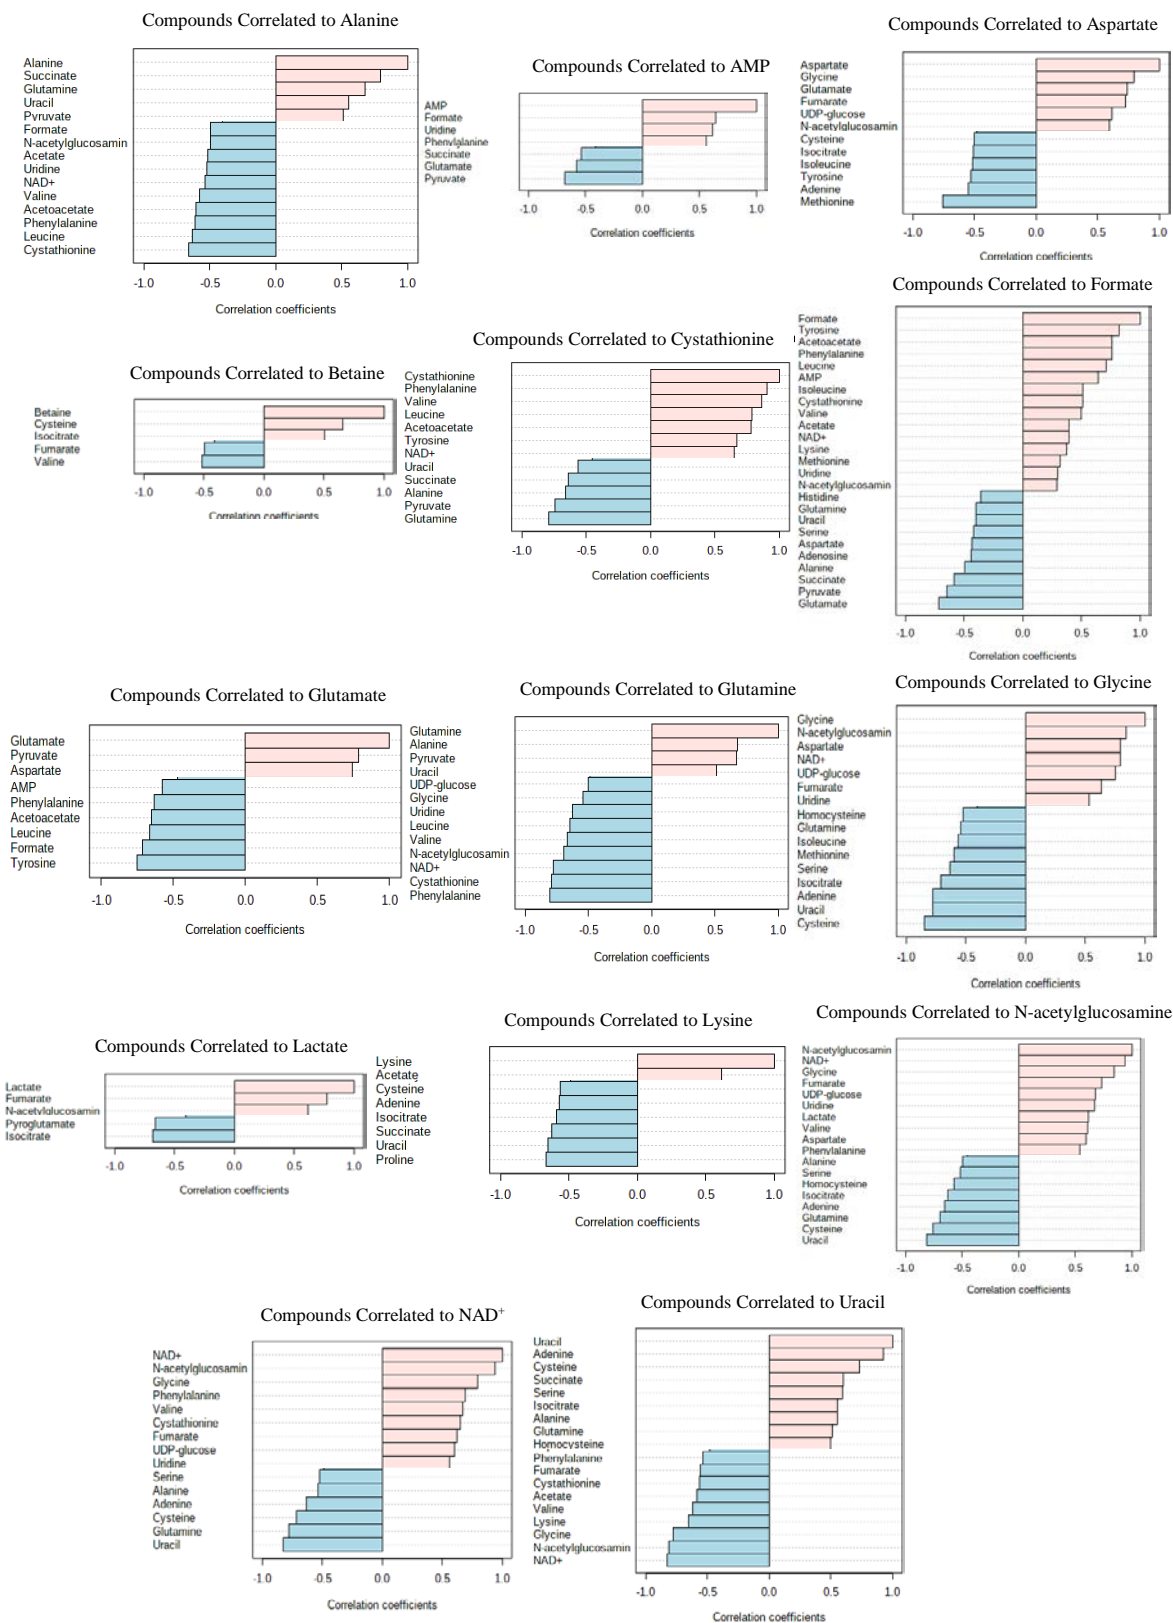 Compounds Correlated to Alanine
Alanine
Succinate
Glutamine
Uracil
Pyruvate
Formate
N-acetylglucosamin
Acetate
Uridine
NAD+
Valine
Acetoacetate
Phenylalanine
Leucine
Cystathionine
-1.0 -0.5 0.0 0.5 1.0
Correlation coefficients
Compounds Correlated to AMP
AMP
Formate
Uridine
Phenylalanine
Succinate
Glutamate
Pyruvate
-1.0 -0.5 0.0 0.5 1.0
Correlation coefficients
Compounds Correlated to Aspartate
Aspartate
Glycine
Glutamate
Fumarate
UDP-glucose
N-acetylglucosamin
Cysteine
Isocitrate
Isoleucine
Tyrosine
Adenine
Methionine
-1.0 -0.5 0.0 0.5 1.0
Correlation coefficients
Compounds Correlated to Betaine
Betaine
Cysteine
Isocitrate
Fumarate
Valine
-1.0 -0.5 0.0 0.5 1.0
Correlation coefficients
Compounds Correlated to Cystathionine
Cystathionine
Phenylalanine
Valine
Leucine
Acetoacetate
Tyrosine
NAD+
Uracil
Succinate
Alanine
Pyruvate
Glutamine
-1.0 -0.5 0.0 0.5 1.0
Correlation coefficients
Compounds Correlated to Formate
Formate
Tyrosine
Acetoacetate
Phenylalanine
Leucine
AMP
Isoleucine
Cystathionine
Valine
Acetate
NAD+
Lysine
Methionine
Uridine
N-acetylglucosamin
Histidine
Glutamine
Uracil
Serine
Aspartate
Adenosine
Alanine
Succinate
Pyruvate
Glutamate
-1.0 -0.5 0.0 0.5 1.0
Correlation coefficients
Compounds Correlated to Glutamate
Glutamate
Pyruvate
Aspartate
AMP
Phenylalanine
Acetoacetate
Leucine
Formate
Tyrosine
-1.0 -0.5 0.0 0.5 1.0
Correlation coefficients
Compounds Correlated to Glutamine
Glutamine
Alanine
Pyruvate
Uracil
UDP-glucose
Glycine
Uridine
Leucine
Valine
N-acetylglucosamin
NAD+
Cystathionine
Phenylalanine
-1.0 -0.5 0.0 0.5 1.0
Correlation coefficients
Compounds Correlated to Glycine
Glycine
N-acetylglucosamin
Aspartate
NAD+
UDP-glucose
Fumarate
Uridine
Homocysteine
Glutamine
Isoleucine
Methionine
Serine
Isocitrate
Adenine
Uracil
Cysteine
-1.0 -0.5 0.0 0.5 1.0
Correlation coefficients
Compounds Correlated to Lactate
Lactate
Fumarate
N-acetylglucosamin
Pyroglutamate
Isocitrate
-1.0 -0.5 0.0 0.5 1.0
Correlation coefficients
Compounds Correlated to Lysine
Lysine
Acetate
Cysteine
Adenine
Isocitrate
Succinate
Uracil
Proline
-1.0 -0.5 0.0 0.5 1.0
Correlation coefficients
Compounds Correlated to N-acetylglucosamine
N-acetylglucosamin
NAD+
Glycine
Fumarate
UDP-glucose
Uridine
Lactate
Valine
Aspartate
Phenylalanine
Alanine
Serine
Homocysteine
Isocitrate
Adenine
Glutamine
Cysteine
Uracil
-1.0 -0.5 0.0 0.5 1.0
Correlation coefficients
Compounds Correlated to NAD⁺
NAD+
N-acetylglucosamin
Glycine
Phenylalanine
Valine
Cystathionine
Fumarate
UDP-glucose
Uridine
Serine
Alanine
Adenine
Cysteine
Glutamine
Uracil
-1.0 -0.5 0.0 0.5 1.0
Correlation coefficients
Compounds Correlated to Uracil
Uracil
Adenine
Cysteine
Succinate
Serine
Isocitrate
Alanine
Glutamine
Homocysteine
Phenylalanine
Fumarate
Cystathionine
Acetate
Valine
Lysine
Glycine
N-acetylglucosamin
NAD+
-1.0 -0.5 0.0 0.5 1.0
Correlation coefficients